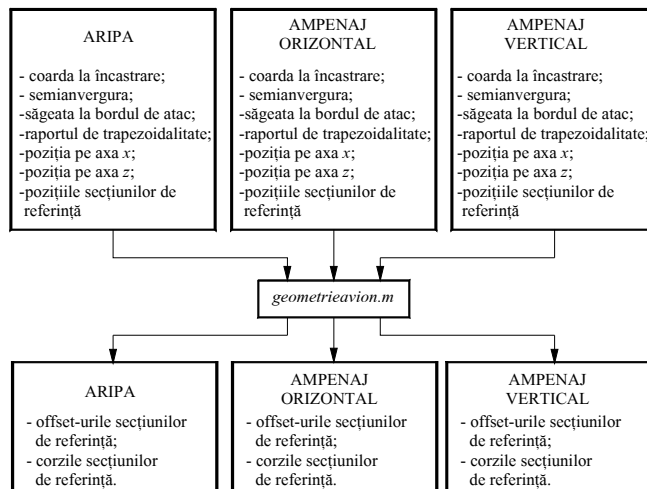 ARIPA
- coarda la încastrare;
- semianvergura;
-săgeata la bordul de atac;
-raportul de trapezoidalitate;
-poziția pe axa x;
-poziția pe axa z;
-pozițiile secțiunilor de
referință
AMPENAJ
ORIZONTAL
- coarda la încastrare;
- semianvergura;
-săgeata la bordul de atac;
-raportul de trapezoidalitate;
-poziția pe axa x;
-poziția pe axa z;
-pozițiile secțiunilor de
referință
AMPENAJ
VERTICAL
- coarda la încastrare;
- semianvergura;
-săgeata la bordul de atac;
-raportul de trapezoidalitate;
-poziția pe axa x;
-poziția pe axa z;
-pozițiile secțiunilor de
referință
geometrieavion.m
ARIPA
- offset-urile secțiunilor
de referință;
- corzile secțiunilor
de referință.
AMPENAJ
ORIZONTAL
- offset-urile secțiunilor
de referință;
- corzile secțiunilor
de referință.
AMPENAJ
VERTICAL
- offset-urile secțiunilor
de referință;
- corzile secțiunilor
de referință.